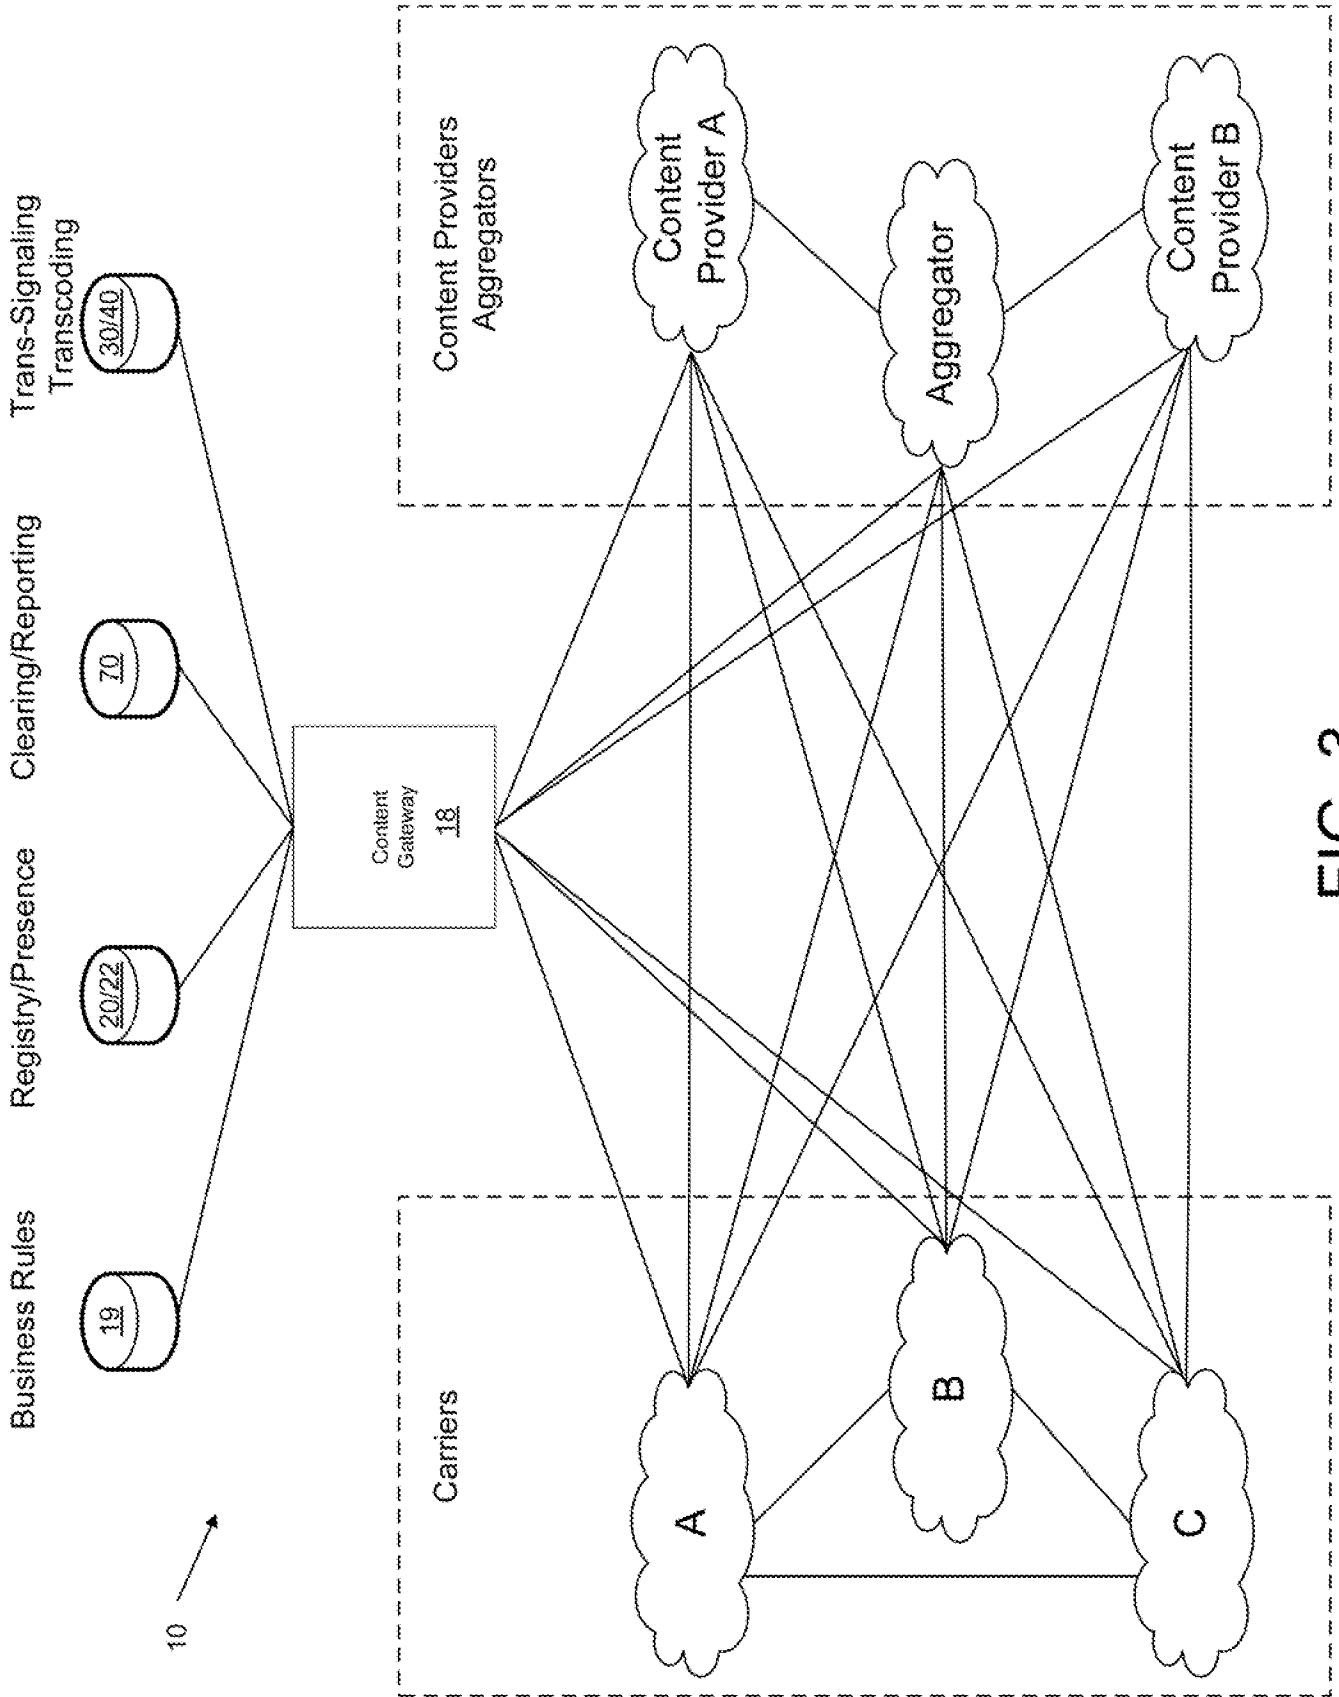 Business Rules
Registry/Presence
Clearing/Reporting
Trans-Signaling
Transcoding
19
20/22
70
30/40
10
Content
Gateway
18
Carriers
Content Providers
Aggregators
A
B
C
Content
Provider A
Aggregator
Content
Provider B
FIG